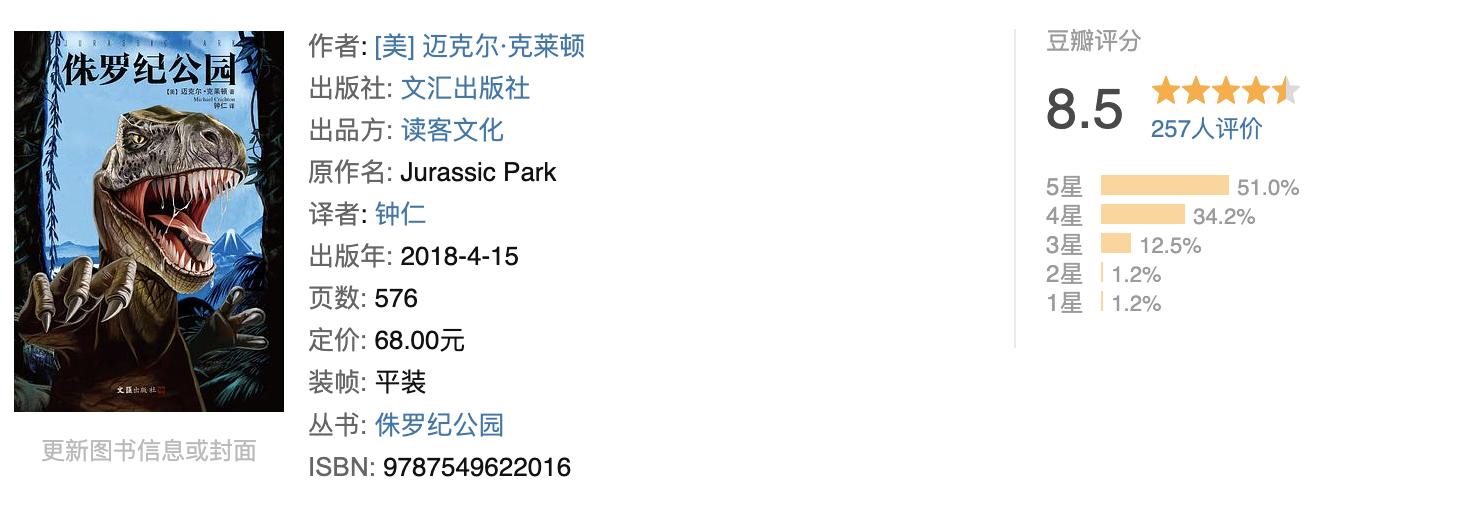 JURASSIC PARK
侏罗纪公园
【美】迈克尔·克莱顿 著
Michael Crichton
钟仁 译
文汇出版社
更新图书信息或封面
作者: [美] 迈克尔·克莱顿
出版社: 文汇出版社
出品方: 读客文化
原作名: Jurassic Park
译者: 钟仁
出版年: 2018-4-15
页数: 576
定价: 68.00元
装帧: 平装
丛书: 侏罗纪公园
ISBN: 9787549622016
豆瓣评分
8.5
257人评价
5星 51.0%
4星 34.2%
3星 12.5%
2星 1.2%
1星 1.2%